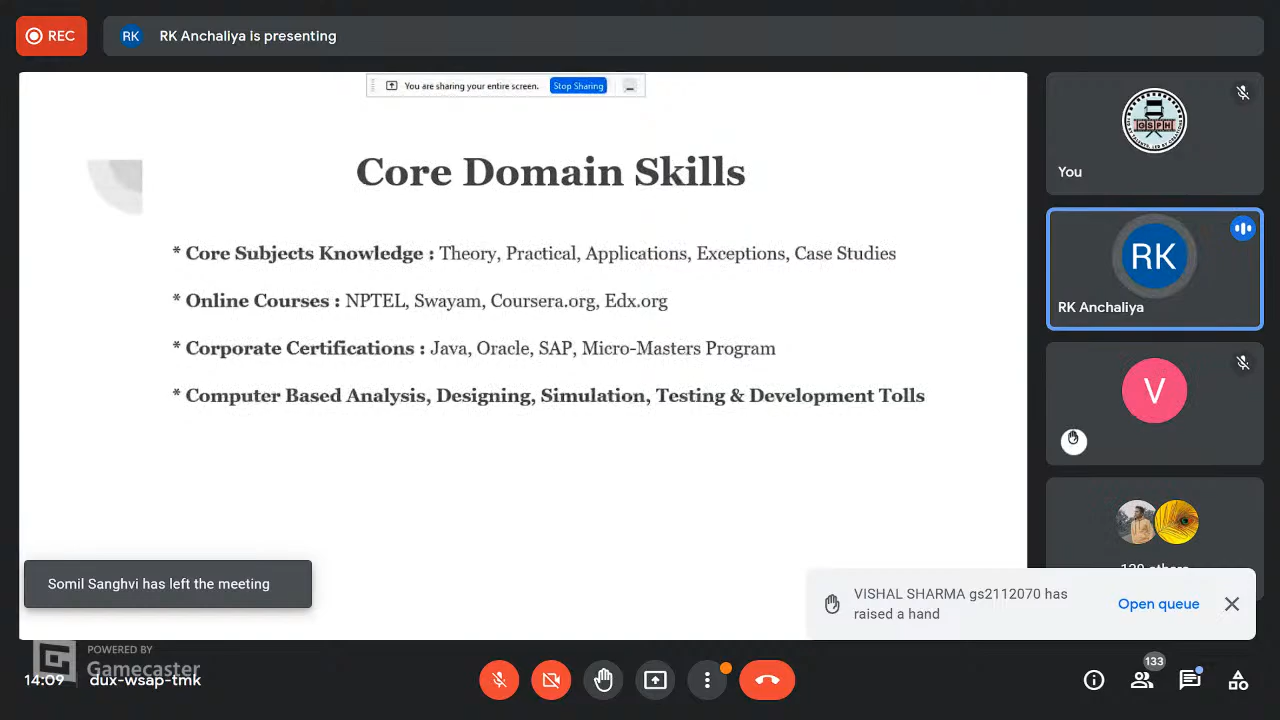 REC
RK
RK Anchaliya is presenting
You are sharing your entire screen.
Stop Sharing
Core Domain Skills
* Core Subjects Knowledge : Theory, Practical, Applications, Exceptions, Case Studies
* Online Courses : NPTEL, Swayam, Coursera.org, Edx.org
* Corporate Certifications : Java, Oracle, SAP, Micro-Masters Program
* Computer Based Analysis, Designing, Simulation, Testing & Development Tolls
GSPH
You
RK
RK Anchaliya
V
Somil Sanghvi has left the meeting
VISHAL SHARMA gs2112070 has
raised a hand
Open queue
POWERED BY
Gamecaster
14:09
dux-wsap-tmk
133